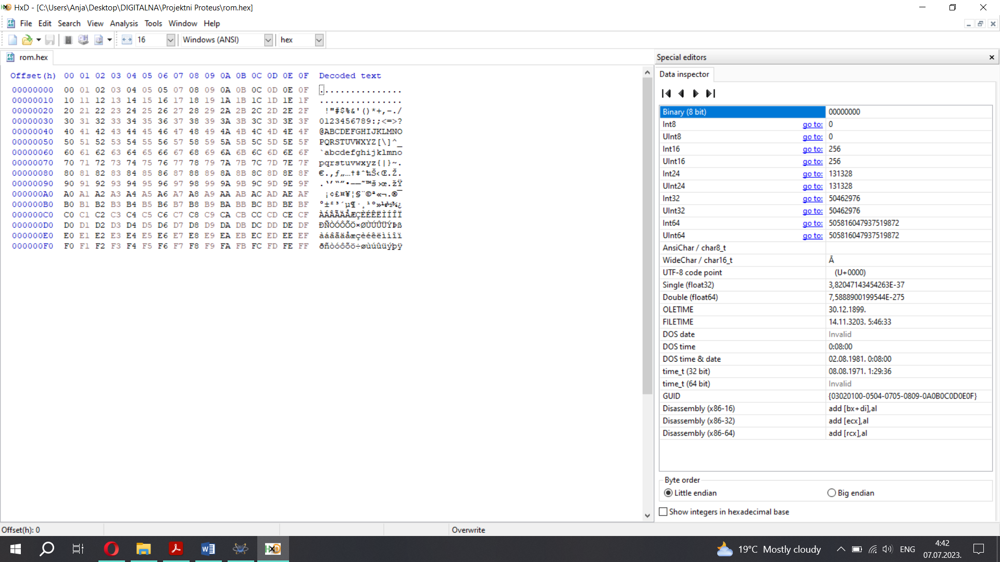 HxD - [C:\Users\Anja\Desktop\DIGITALNA\Projektni Proteus\rom.hex]
File Edit Search View Analysis Tools Window Help
16 Windows (ANSI) hex
rom.hex
Offset(h) 00 01 02 03 04 05 06 07 08 09 0A 0B 0C 0D 0E 0F Decoded text
00000000 00 01 02 03 04 05 05 07 08 09 0A 0B 0C 0D 0E 0F ................
00000010 10 11 12 13 14 15 16 17 18 19 1A 1B 1C 1D 1E 1F ................
00000020 20 21 22 23 24 25 26 27 28 29 2A 2B 2C 2D 2E 2F  !"#$%&'()*+,-./
00000030 30 31 32 33 34 35 36 37 38 39 3A 3B 3C 3D 3E 3F 0123456789:;<=>?
00000040 40 41 42 43 44 45 46 47 48 49 4A 4B 4C 4D 4E 4F @ABCDEFGHIJKLMNO
00000050 50 51 52 53 54 55 56 57 58 59 5A 5B 5C 5D 5E 5F PQRSTUVWXYZ[\]^_
00000060 60 61 62 63 64 65 66 67 68 69 6A 6B 6C 6D 6E 6F `abcdefghijklmno
00000070 70 71 72 73 74 75 76 77 78 79 7A 7B 7C 7D 7E 7F pqrstuvwxyz{|}~.
00000080 80 81 82 83 84 85 86 87 88 89 8A 8B 8C 8D 8E 8F €.‚ƒ„…†‡ˆ‰Š‹Œ.Ž.
00000090 90 91 92 93 94 95 96 97 98 99 9A 9B 9C 9D 9E 9F .‘’“”•–—˜™š›œ.žŸ
000000A0 A0 A1 A2 A3 A4 A5 A6 A7 A8 A9 AA AB AC AD AE AF  ¡¢£¤¥¦§¨©ª«¬.®¯
000000B0 B0 B1 B2 B3 B4 B5 B6 B7 B8 B9 BA BB BC BD BE BF °±²³´µ¶·¸¹º»¼½¾¿
000000C0 C0 C1 C2 C3 C4 C5 C6 C7 C8 C9 CA CB CC CD CE CF ÀÁÂÃÄÅÆÇÈÉÊËÌÍÎÏ
000000D0 D0 D1 D2 D3 D4 D5 D6 D7 D8 D9 DA DB DC DD DE DF ÐÑÒÓÔÕÖ×ØÙÚÛÜÝÞß
000000E0 E0 E1 E2 E3 E4 E5 E6 E7 E8 E9 EA EB EC ED EE EF àáâãäåæçèéêëìíîï
000000F0 F0 F1 F2 F3 F4 F5 F6 F7 F8 F9 FA FB FC FD FE FF ðñòóôõö÷øùúûüýþÿ
Special editors
Data inspector
Binary (8 bit) 00000000
Int8 go to: 0
UInt8 go to: 0
Int16 go to: 256
UInt16 go to: 256
Int24 go to: 131328
UInt24 go to: 131328
Int32 go to: 50462976
UInt32 go to: 50462976
Int64 go to: 505816047937519872
UInt64 go to: 505816047937519872
AnsiChar / char8_t
WideChar / char16_t Ā
UTF-8 code point (U+0000)
Single (float32) 3,82047143454263E-37
Double (float64) 7,5888900199544E-275
OLETIME 30.12.1899.
FILETIME 14.11.3203. 5:46:33
DOS date Invalid
DOS time 0:08:00
DOS time & date 02.08.1981. 0:08:00
time_t (32 bit) 08.08.1971. 1:29:36
time_t (64 bit) Invalid
GUID {03020100-0504-0705-0809-0A0B0C0D0E0F}
Disassembly (x86-16) add [bx+di],al
Disassembly (x86-32) add [ecx],al
Disassembly (x86-64) add [rcx],al
Byte order
Little endian Big endian
Show integers in hexadecimal base
Offset(h): 0 Overwrite
19°C Mostly cloudy ENG 4:42
07.07.2023.